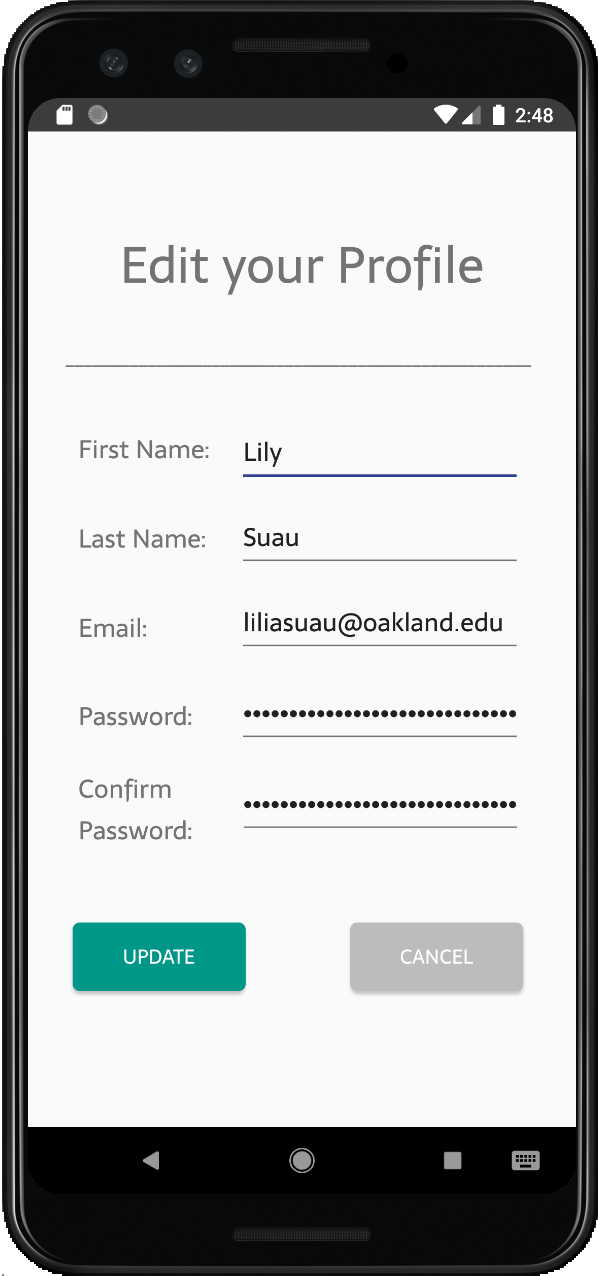 2:48
Edit your Profile
First Name: Lily
Last Name: Suau
Email: liliasuau@oakland.edu
Password: ••••••••••••••••••••••••••••••
Confirm
Password: ••••••••••••••••••••••••••••••
UPDATE CANCEL